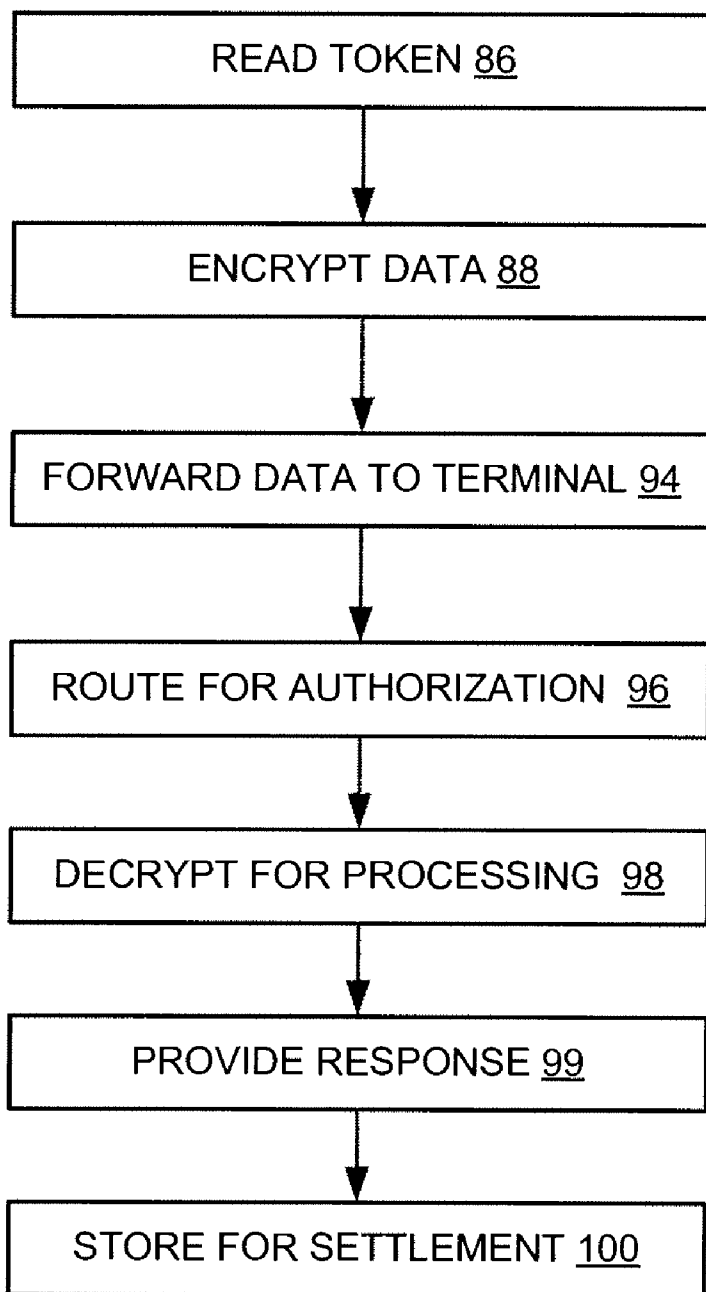 READ TOKEN 86
ENCRYPT DATA 88
FORWARD DATA TO TERMINAL 94
ROUTE FOR AUTHORIZATION 96
DECRYPT FOR PROCESSING 98
PROVIDE RESPONSE 99
STORE FOR SETTLEMENT 100